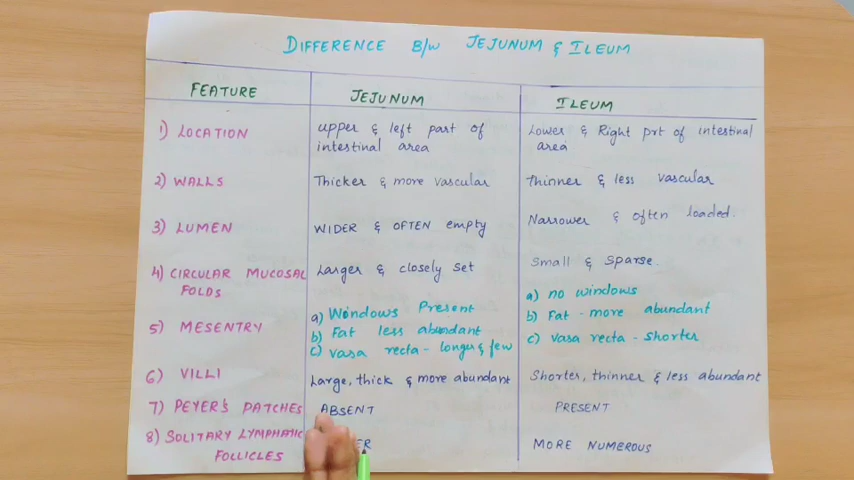 DIFFERENCE B/W JEJUNUM & ILEUM
FEATURE JEJUNUM ILEUM
1) LOCATION upper & left part of intestinal area Lower & Right prt of intestinal area
2) WALLS Thicker & more vascular thinner & less vascular
3) LUMEN WIDER & OFTEN empty Narrower & often loaded.
4) CIRCULAR MUCOSAL FOLDS Larger & closely set Small & sparse.
5) MESENTRY
a) Windows Present
b) Fat less abundant
c) vasa recta - longer & few
a) no windows
b) Fat - more abundant
c) vasa recta - shorter
6) VILLI Large, thick & more abundant Shorter, thinner & less abundant
7) PEYER'S PATCHES ABSENT PRESENT
8) SOLITARY LYMPHATIC FOLLICLES MORE NUMEROUS